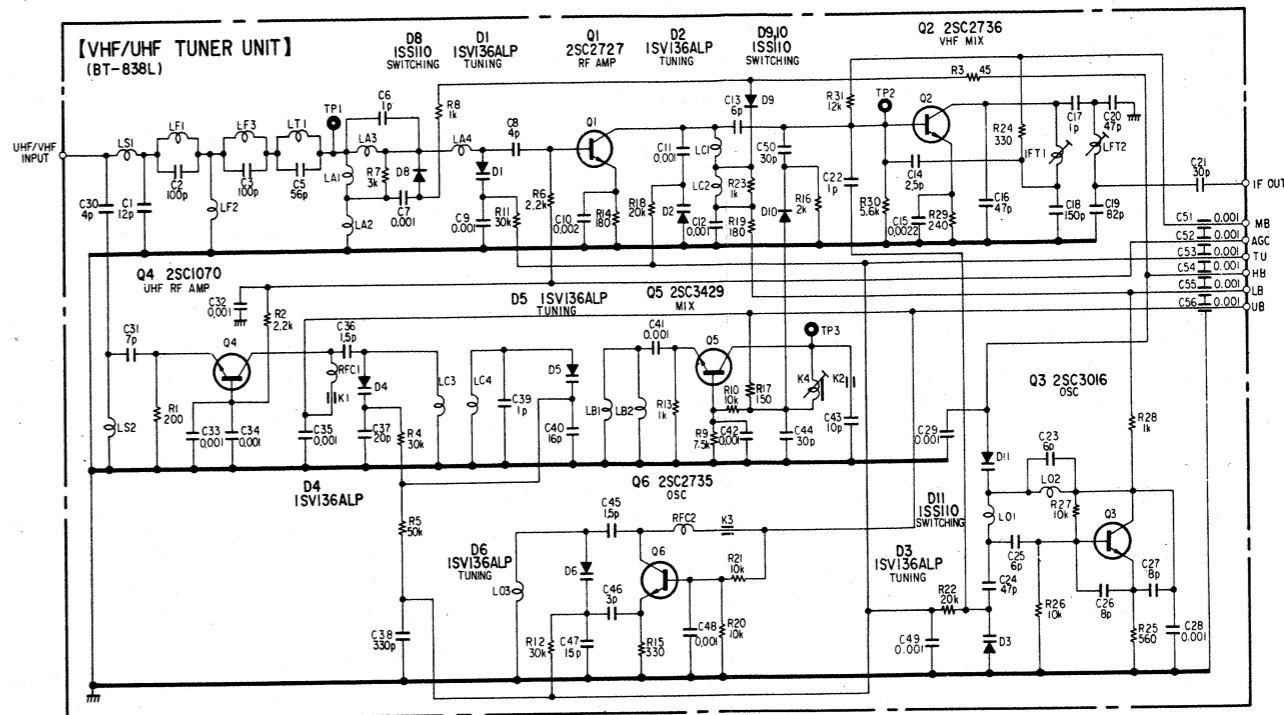 【VHF/UHF TUNER UNIT】
(BT-838L)
D8
1SS110
SWITCHING
D1
1SV136ALP
TUNING
Q1
2SC2727
RF AMP
D2
1SV136ALP
TUNING
D9,10
1SS110
SWITCHING
Q2 2SC2736
VHF MIX
UHF/VHF
INPUT
LS1
LF1
C2
100p
LF3
C3
100p
LT1
C5
56p
TP1
C6
1p
LA3
R8
1k
LA4
C8
4p
Q1
C13
6p
D9
R31
12k
TP2
Q2
R3 45
R24
330
IFT1
C17
1p
C20
47p
LFT2
C21
30p
IF OUT
C30
4p
C1
12p
LF2
LA1
LA2
R7
3k
D8
C7
0.001
D1
C9
0.001
R11
30k
R6
2.2k
C10
0.002
R14
180
R18
20k
C11
0.001
D2
C12
0.001
LC1
LC2
R23
1k
R19
180
C50
30p
D10
R16
2k
C22
1p
R30
5.6k
C14
2.5p
C15
0.0022
R29
240
C16
47p
C18
150p
C19
82p
C51 0.001
MB
C52 0.001
AGC
C53 0.001
TU
C54 0.001
HB
C55 0.001
LB
C56 0.001
UB
Q4 2SC1070
UHF RF AMP
D5 1SV136ALP
TUNING
Q5 2SC3429
MIX
C31
7p
C32
0.001
R2
2.2k
Q4
C36
1.5p
RFC1
K1
D4
LC3
LC4
C39
1p
D5
C40
16p
LB1
LB2
C41
0.001
R13
1k
Q5
R10
10k
R17
150
TP3
K4
K2
LS2
R1
200
C33
0.001
C34
0.001
C35
0.001
C37
20p
R4
30k
R9
7.5k
C42
0.001
C44
30p
C43
10p
C29
0.001
Q3 2SC3016
OSC
R28
1k
C23
6p
D11
LO2
R27
10k
LO1
Q3
D4
1SV136ALP
Q6 2SC2735
OSC
D11
1SS110
SWITCHING
R5
50k
D6
1SV136ALP
TUNING
C45
1.5p
RFC2
K3
D6
Q6
R21
10k
LO3
C46
3p
D3
1SV136ALP
TUNING
C25
6p
C24
47p
R26
10k
C26
8p
C27
8p
C38
330p
R12
30k
C47
15p
R15
330
C48
0.001
R20
10k
C49
0.001
R22
20k
D3
R25
560
C28
0.001